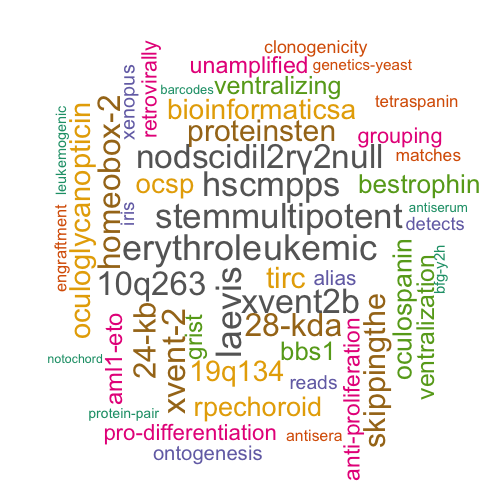 clonogenicity
unamplified
genetics-yeast
retrovirally
barcodes
ventralizing
tetraspanin
bioinformaticsa
xenopus
leukemogenic
homeobox-2
oculoglycanopticin
proteinsten
grouping
nodscidil2rγ2null
matches
ocsp
hscmpps
bestrophin
iris
stemmultipotent
antiserum
detects
engraftment
erythroleukemic
bfg-y2h
oculospanin
10q263
laevis
tirc
alias
ventralization
xvent2b
24-kb
xvent-2
grist
28-kda
skippingthe
aml1-eto
anti-proliferation
bbs1
notochord
19q134
reads
protein-pair
rpechoroid
pro-differentiation
antisera
ontogenesis